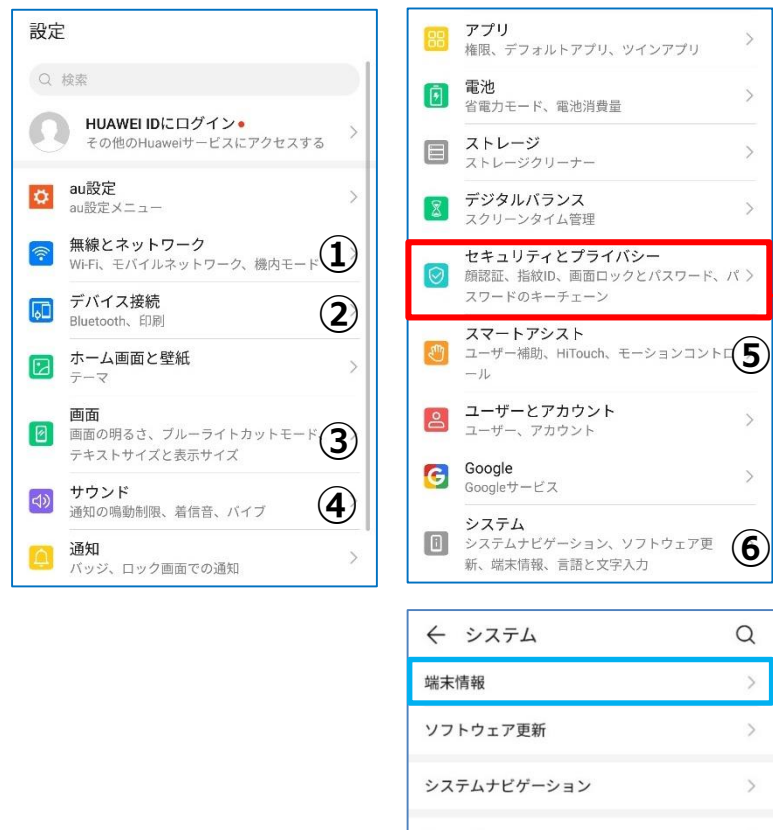 設定
検索
HUAWEI IDにログイン
その他のHuaweiサービスにアクセスする
au設定
au設定メニュー
無線とネットワーク
Wi-Fi、モバイルネットワーク、機内モード
①
デバイス接続
Bluetooth、印刷
②
ホーム画面と壁紙
テーマ
画面
画面の明るさ、ブルーライトカットモード、
テキストサイズと表示サイズ
③
サウンド
通知の鳴動制限、着信音、バイブ
④
通知
バッジ、ロック画面での通知
アプリ
権限、デフォルトアプリ、ツインアプリ
電池
省電力モード、電池消費量
ストレージ
ストレージクリーナー
デジタルバランス
スクリーンタイム管理
セキュリティとプライバシー
顔認証、指紋ID、画面ロックとパスワード、パ
スワードのキーチェーン
スマートアシスト
ユーザー補助、HiTouch、モーションコントロ
ール
⑤
ユーザーとアカウント
ユーザー、アカウント
Google
Googleサービス
システム
システムナビゲーション、ソフトウェア更
新、端末情報、言語と文字入力
⑥
システム
端末情報
ソフトウェア更新
システムナビゲーション